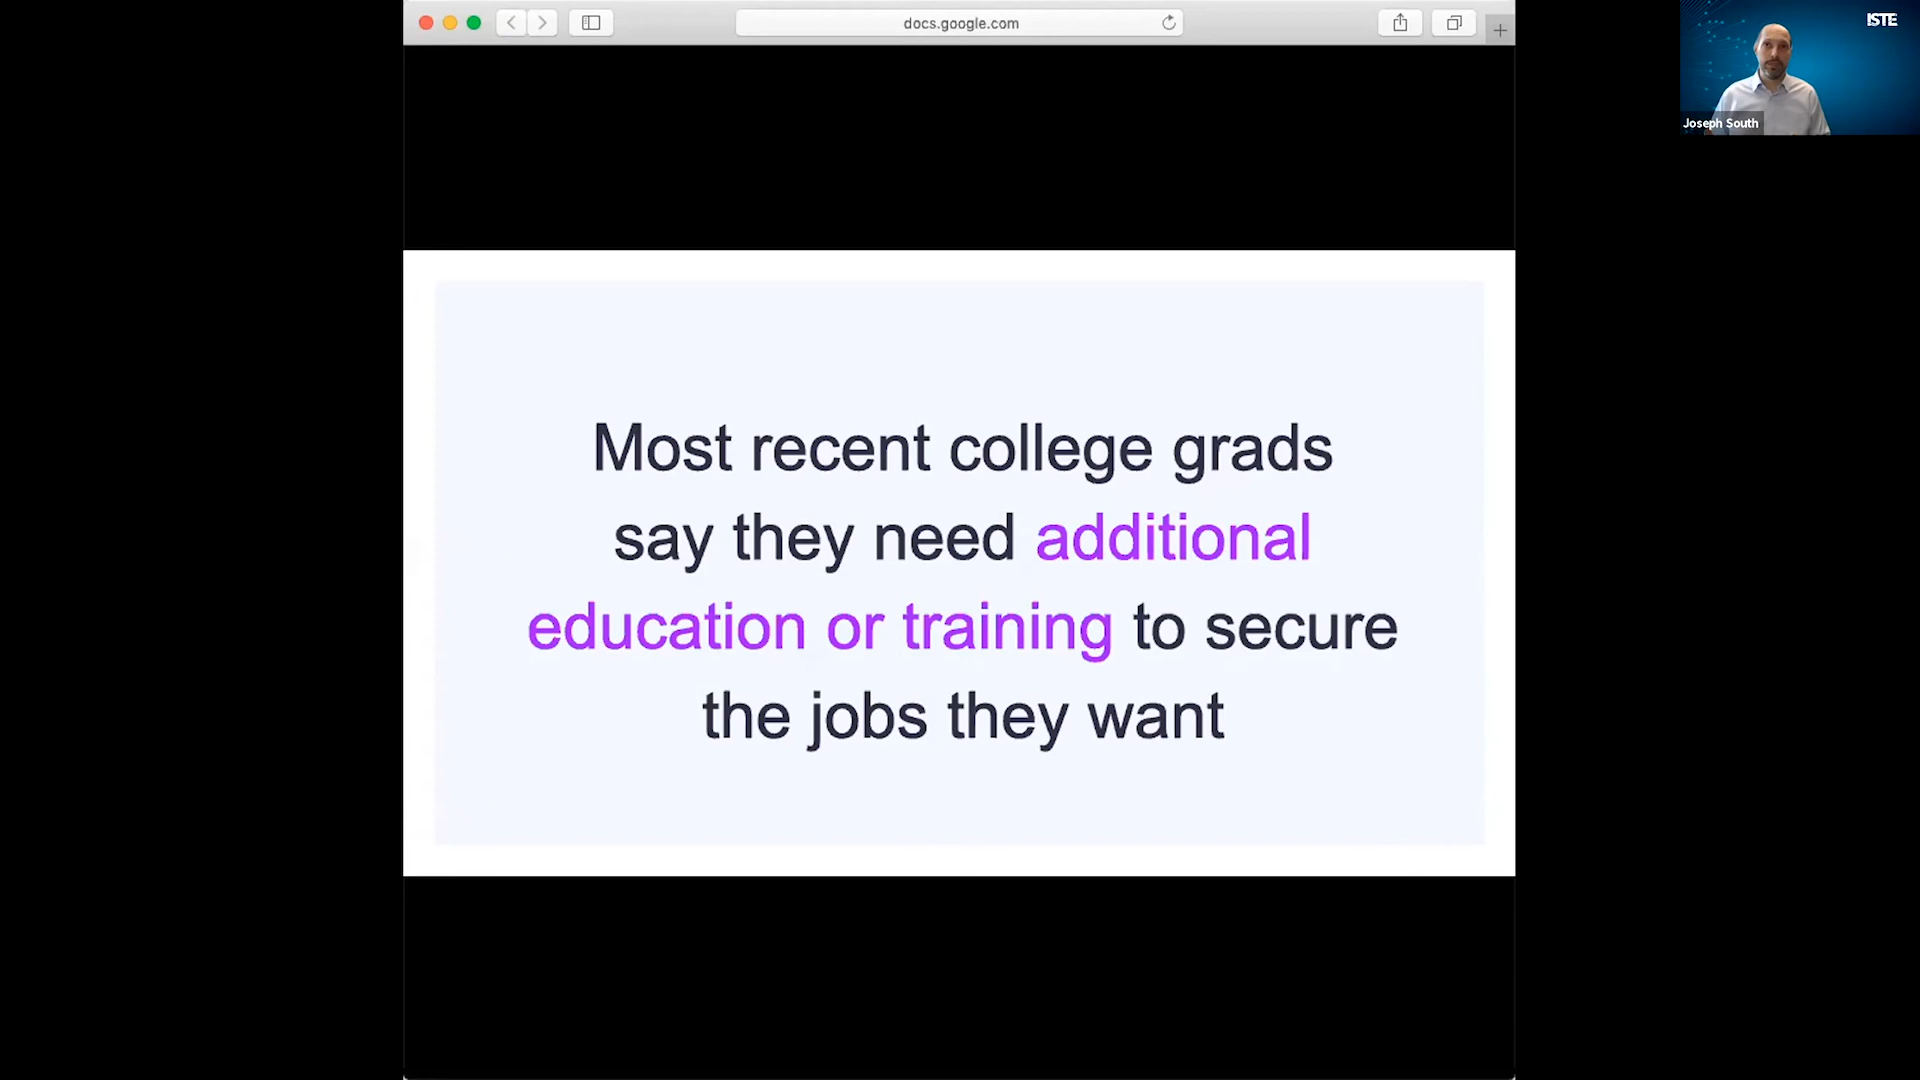 docs.google.com
ISTE
Joseph South
Most recent college grads
say they need additional
education or training to secure
the jobs they want